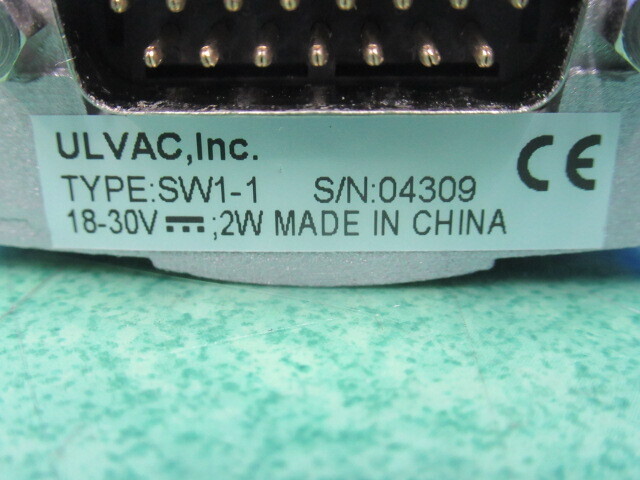 ULVAC,Inc.
TYPE:SW1-1 S/N:04309
18-30V ⎓;2W MADE IN CHINA
CE